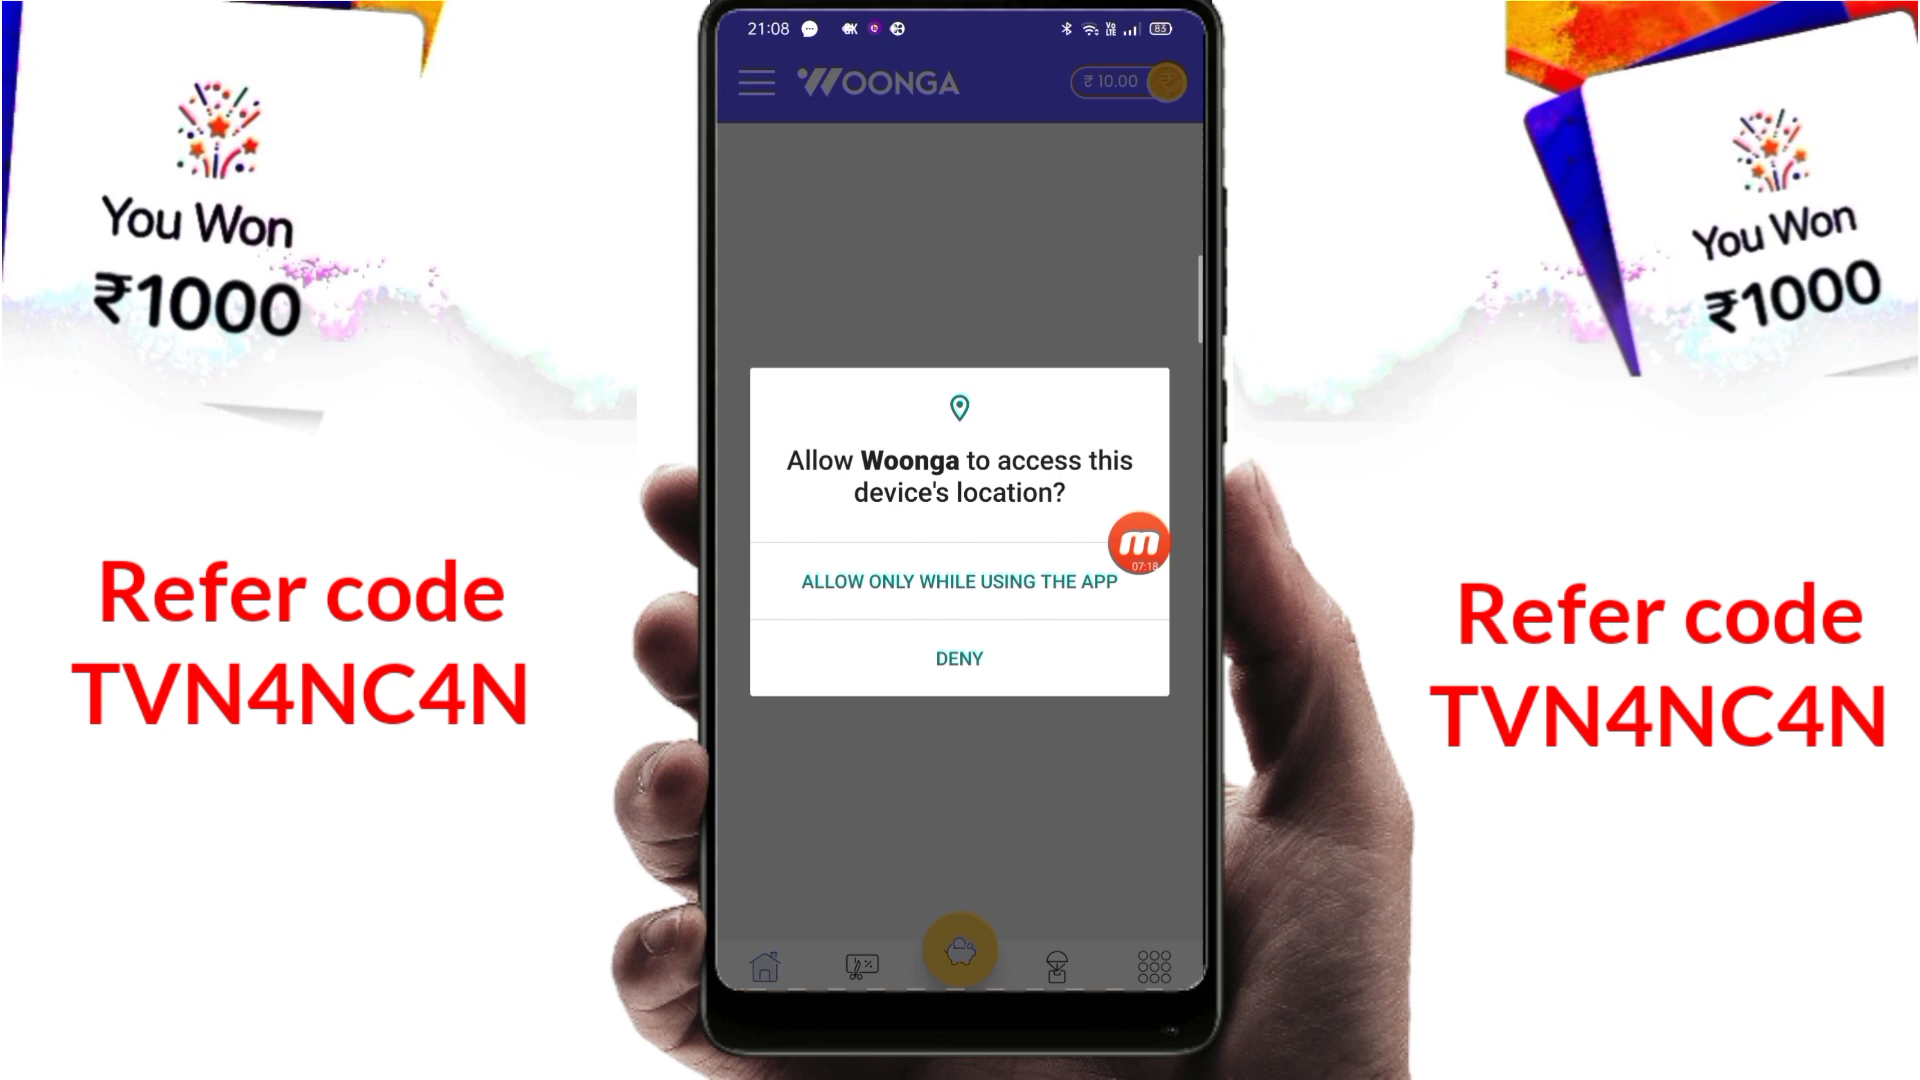 21:08
83
WOONGA
₹ 10.00
You Won
₹1000
You Won
₹1000
Allow Woonga to access this
device's location?
07:18
ALLOW ONLY WHILE USING THE APP
DENY
Refer code
TVN4NC4N
Refer code
TVN4NC4N